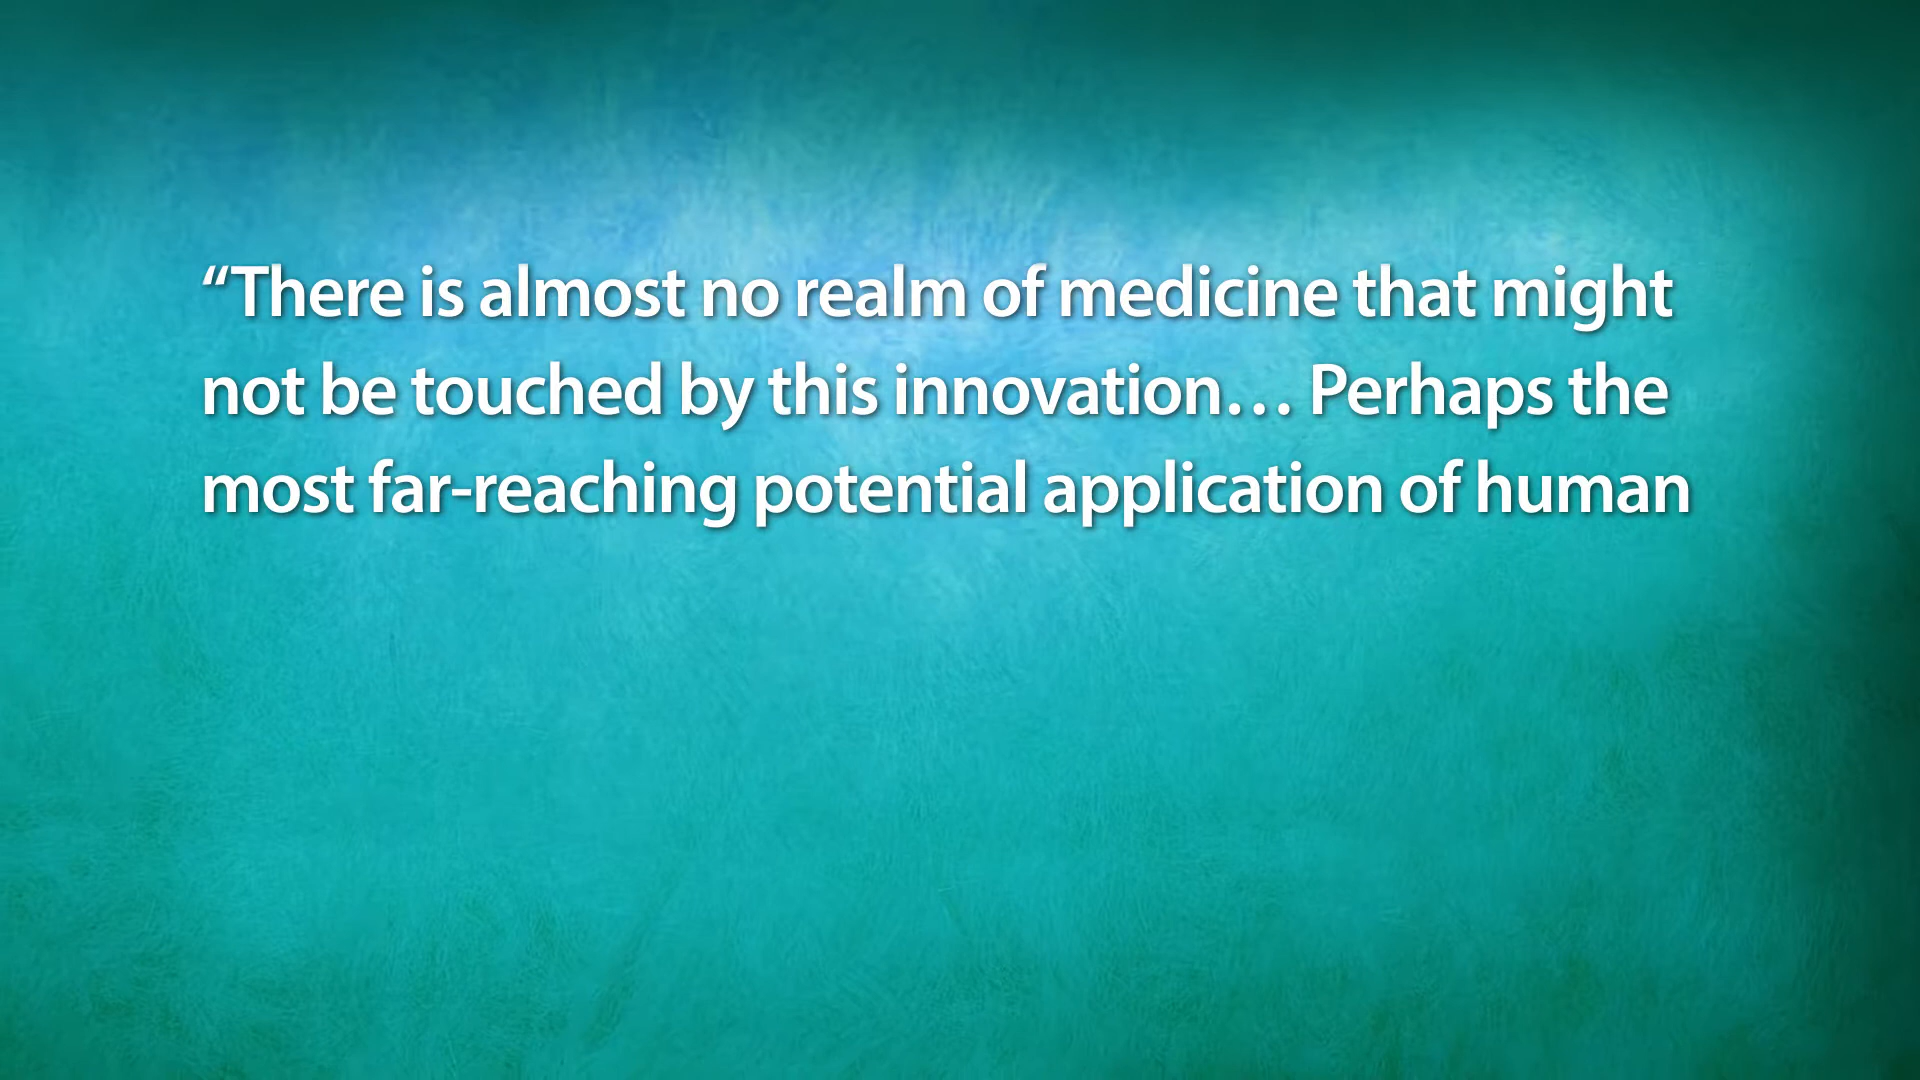 “There is almost no realm of medicine that might
not be touched by this innovation… Perhaps the
most far-reaching potential application of human